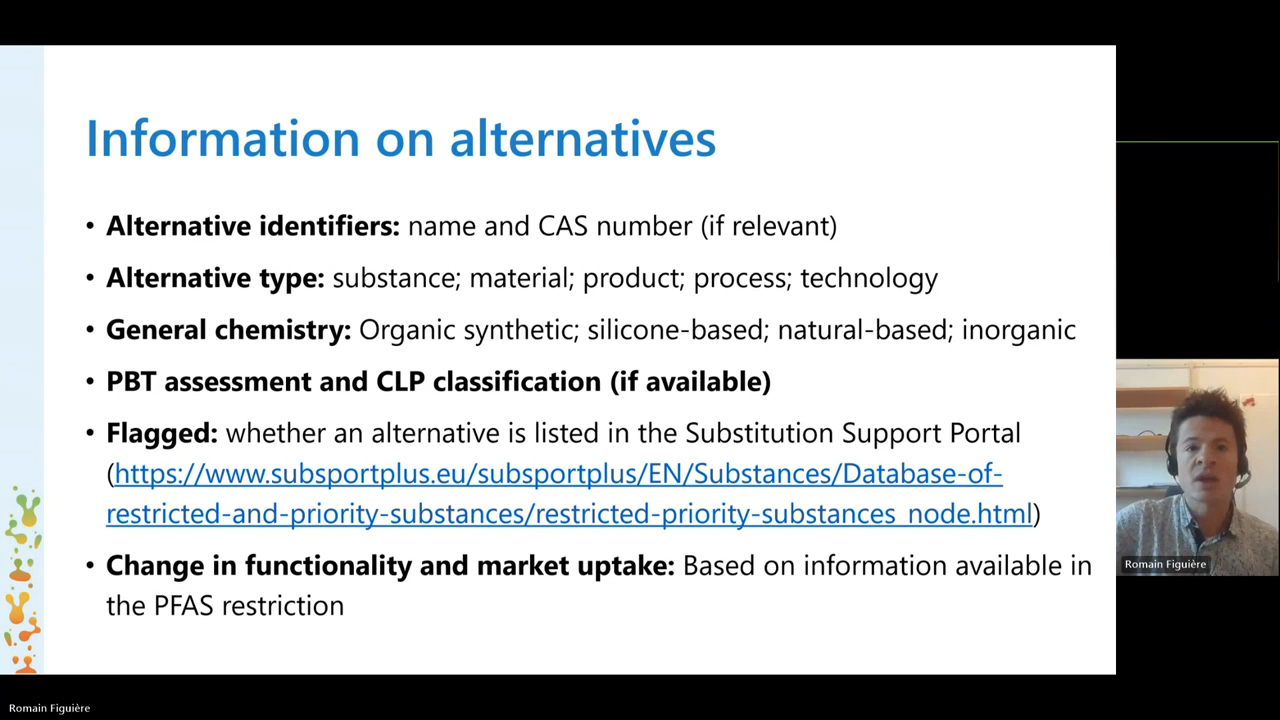 Information on alternatives
• Alternative identifiers: name and CAS number (if relevant)
• Alternative type: substance; material; product; process; technology
• General chemistry: Organic synthetic; silicone-based; natural-based; inorganic
• PBT assessment and CLP classification (if available)
• Flagged: whether an alternative is listed in the Substitution Support Portal
(https://www.subsportplus.eu/subsportplus/EN/Substances/Database-of-
restricted-and-priority-substances/restricted-priority-substances_node.html)
• Change in functionality and market uptake: Based on information available in
the PFAS restriction
Romain Figuière
Romain Figuière